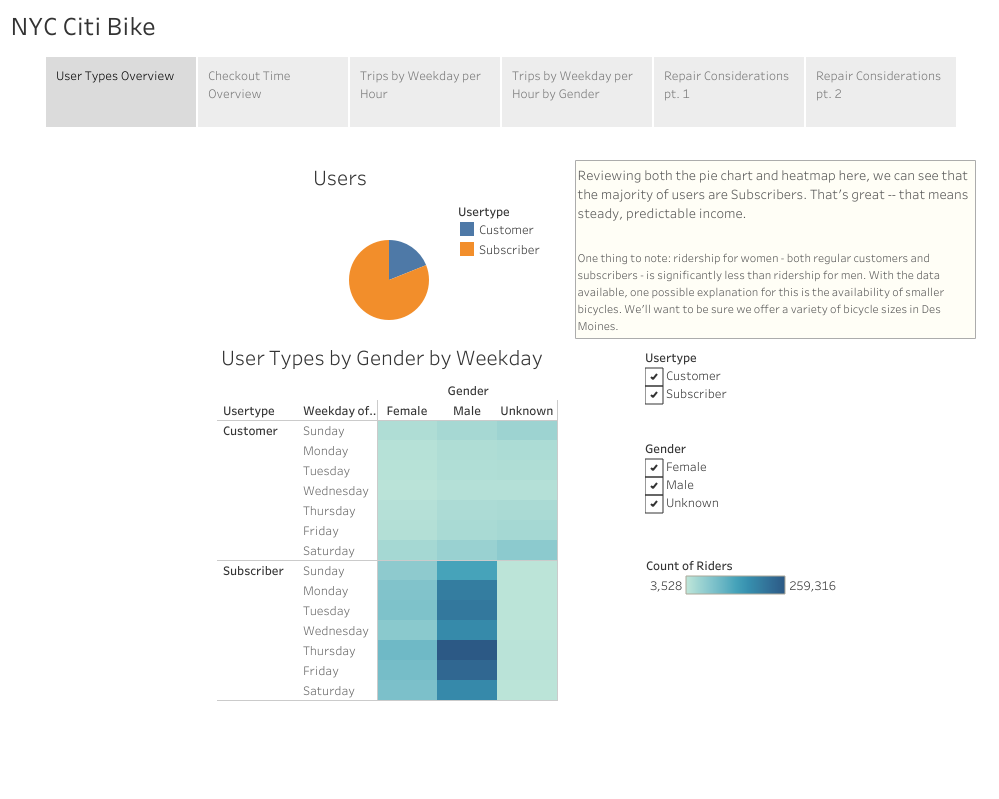 NYC Citi Bike
User Types Overview
Checkout Time
Overview
Trips by Weekday per
Hour
Trips by Weekday per
Hour by Gender
Repair Considerations
pt. 1
Repair Considerations
pt. 2
Users
Usertype
Customer
Subscriber
Reviewing both the pie chart and heatmap here, we can see that
the majority of users are Subscribers. That's great -- that means
steady, predictable income.
One thing to note: ridership for women - both regular customers and
subscribers - is significantly less than ridership for men. With the data
available, one possible explanation for this is the availability of smaller
bicycles. We'll want to be sure we offer a variety of bicycle sizes in Des
Moines.
User Types by Gender by Weekday
Gender
Usertype Weekday of.. Female Male Unknown
Customer Sunday
Monday
Tuesday
Wednesday
Thursday
Friday
Saturday
Subscriber Sunday
Monday
Tuesday
Wednesday
Thursday
Friday
Saturday
Usertype
Customer
Subscriber
Gender
Female
Male
Unknown
Count of Riders
3,528 259,316